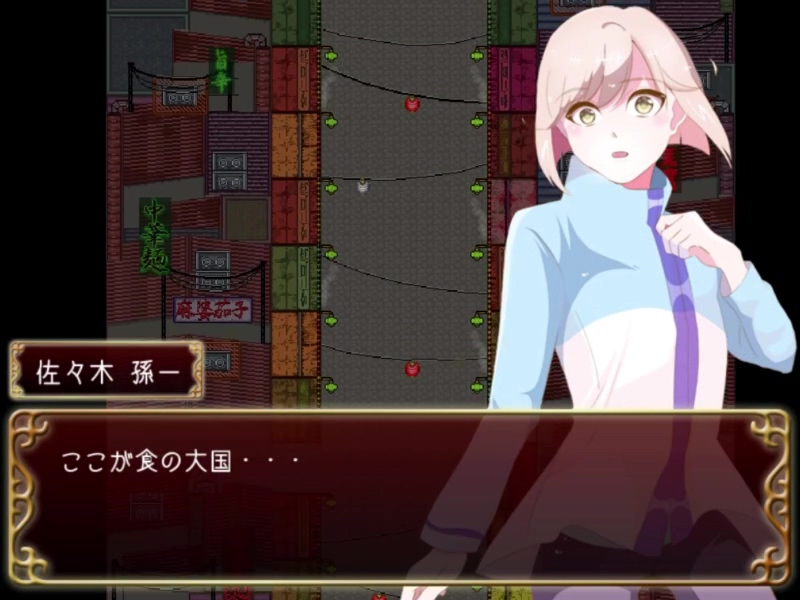 旨辛
中華麺
麻婆茄子
佐々木 孫一
ここが食の大国・・・